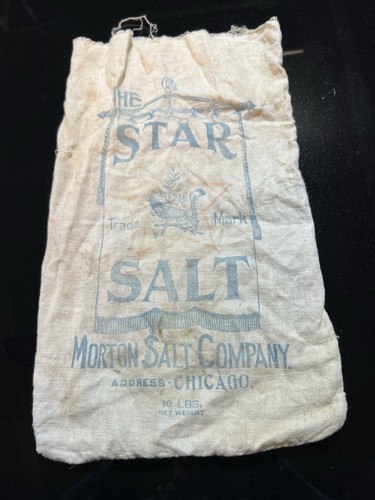 THE
STAR
Trade Mark
SALT
MORTON SALT COMPANY.
ADDRESS-CHICAGO.
10 LBS.
NET WEIGHT